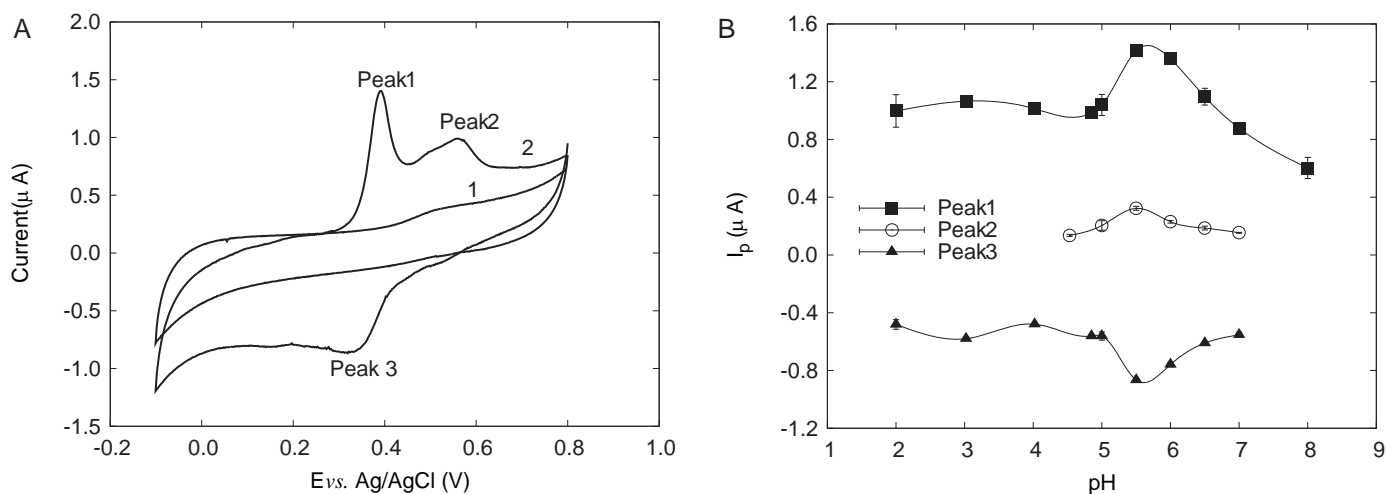 A
2.0
1.5
1.0
0.5
0.0
-0.5
-1.0
-1.5
Current(μ A)
Peak1
Peak2
2
1
Peak 3
-0.2
0.0
0.2
0.4
0.6
0.8
1.0
E vs. Ag/AgCl (V)
B
1.6
1.2
0.8
0.4
0.0
-0.4
-0.8
-1.2
Ip (μ A)
Peak1
Peak2
Peak3
1
2
3
4
5
6
7
8
9
pH